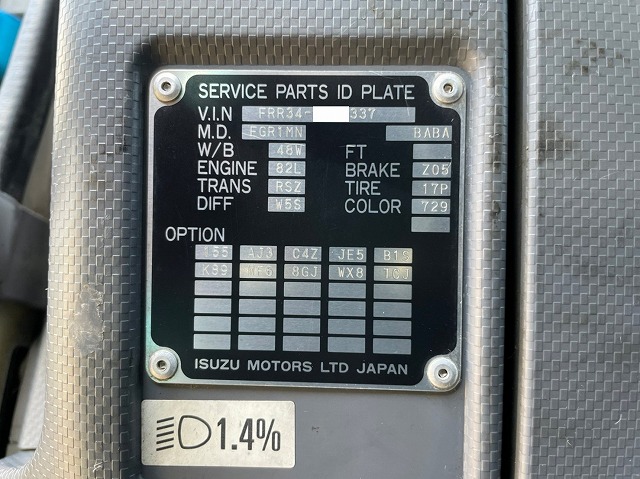 SERVICE PARTS ID PLATE
V.I.N FRR34- 337
M.D. EGR1MN BABA
W/B 48W FT
ENGINE 82L BRAKE Z05
TRANS RSZ TIRE 17P
DIFF W5S COLOR 729
OPTION
155 AJ3 C4Z JE5
K89 8GJ WX8
ISUZU MOTORS LTD JAPAN
1.4%